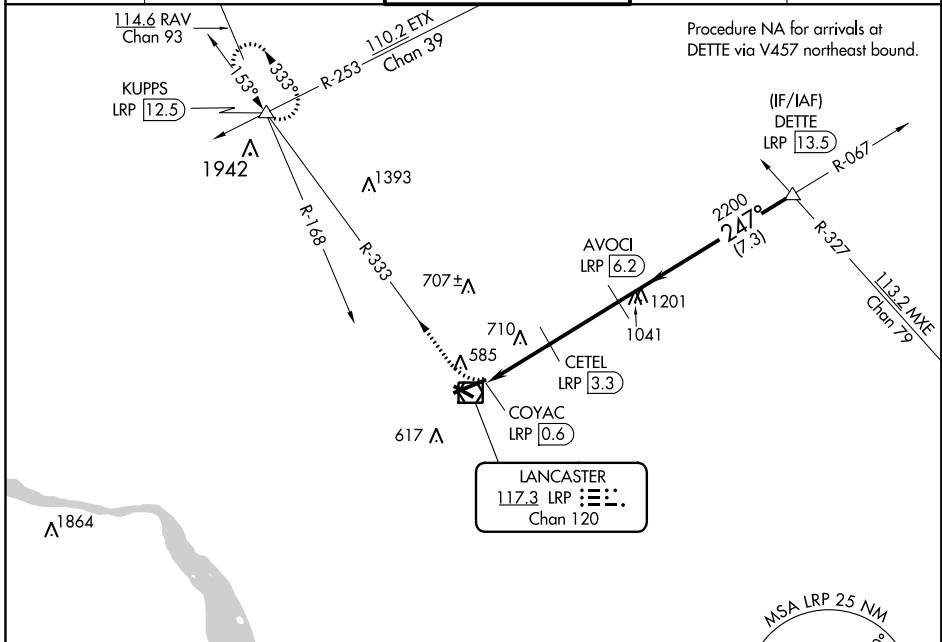 114.6 RAV
Chan 93
110.2 ETX
Chan 39
R-253
Procedure NA for arrivals at
DETTE via V457 northeast bound.
153°
333°
KUPPS
LRP 12.5
(IF/IAF)
DETTE
LRP 13.5
R-067
1942
1393
R-168
R-333
2200
247°
(7.3)
R-327
113.2 MXE
Chan 79
AVOCI
LRP 6.2
707±
1201
1041
710
585
CETEL
LRP 3.3
COYAC
LRP 0.6
617
LANCASTER
117.3 LRP
Chan 120
1864
MSA LRP 25 NM